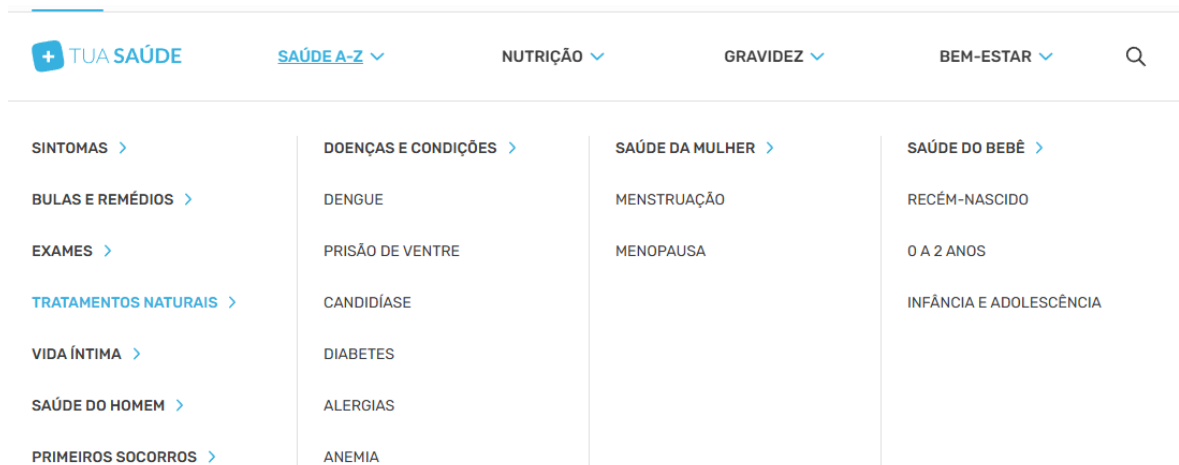 TUA SAÚDE
SAÚDE A-Z
NUTRIÇÃO
GRAVIDEZ
BEM-ESTAR
SINTOMAS
BULAS E REMÉDIOS
EXAMES
TRATAMENTOS NATURAIS
VIDA ÍNTIMA
SAÚDE DO HOMEM
PRIMEIROS SOCORROS
DOENÇAS E CONDIÇÕES
DENGUE
PRISÃO DE VENTRE
CANDIDÍASE
DIABETES
ALERGIAS
ANEMIA
SAÚDE DA MULHER
MENSTRUAÇÃO
MENOPAUSA
SAÚDE DO BEBÊ
RECÉM-NASCIDO
0 A 2 ANOS
INFÂNCIA E ADOLESCÊNCIA